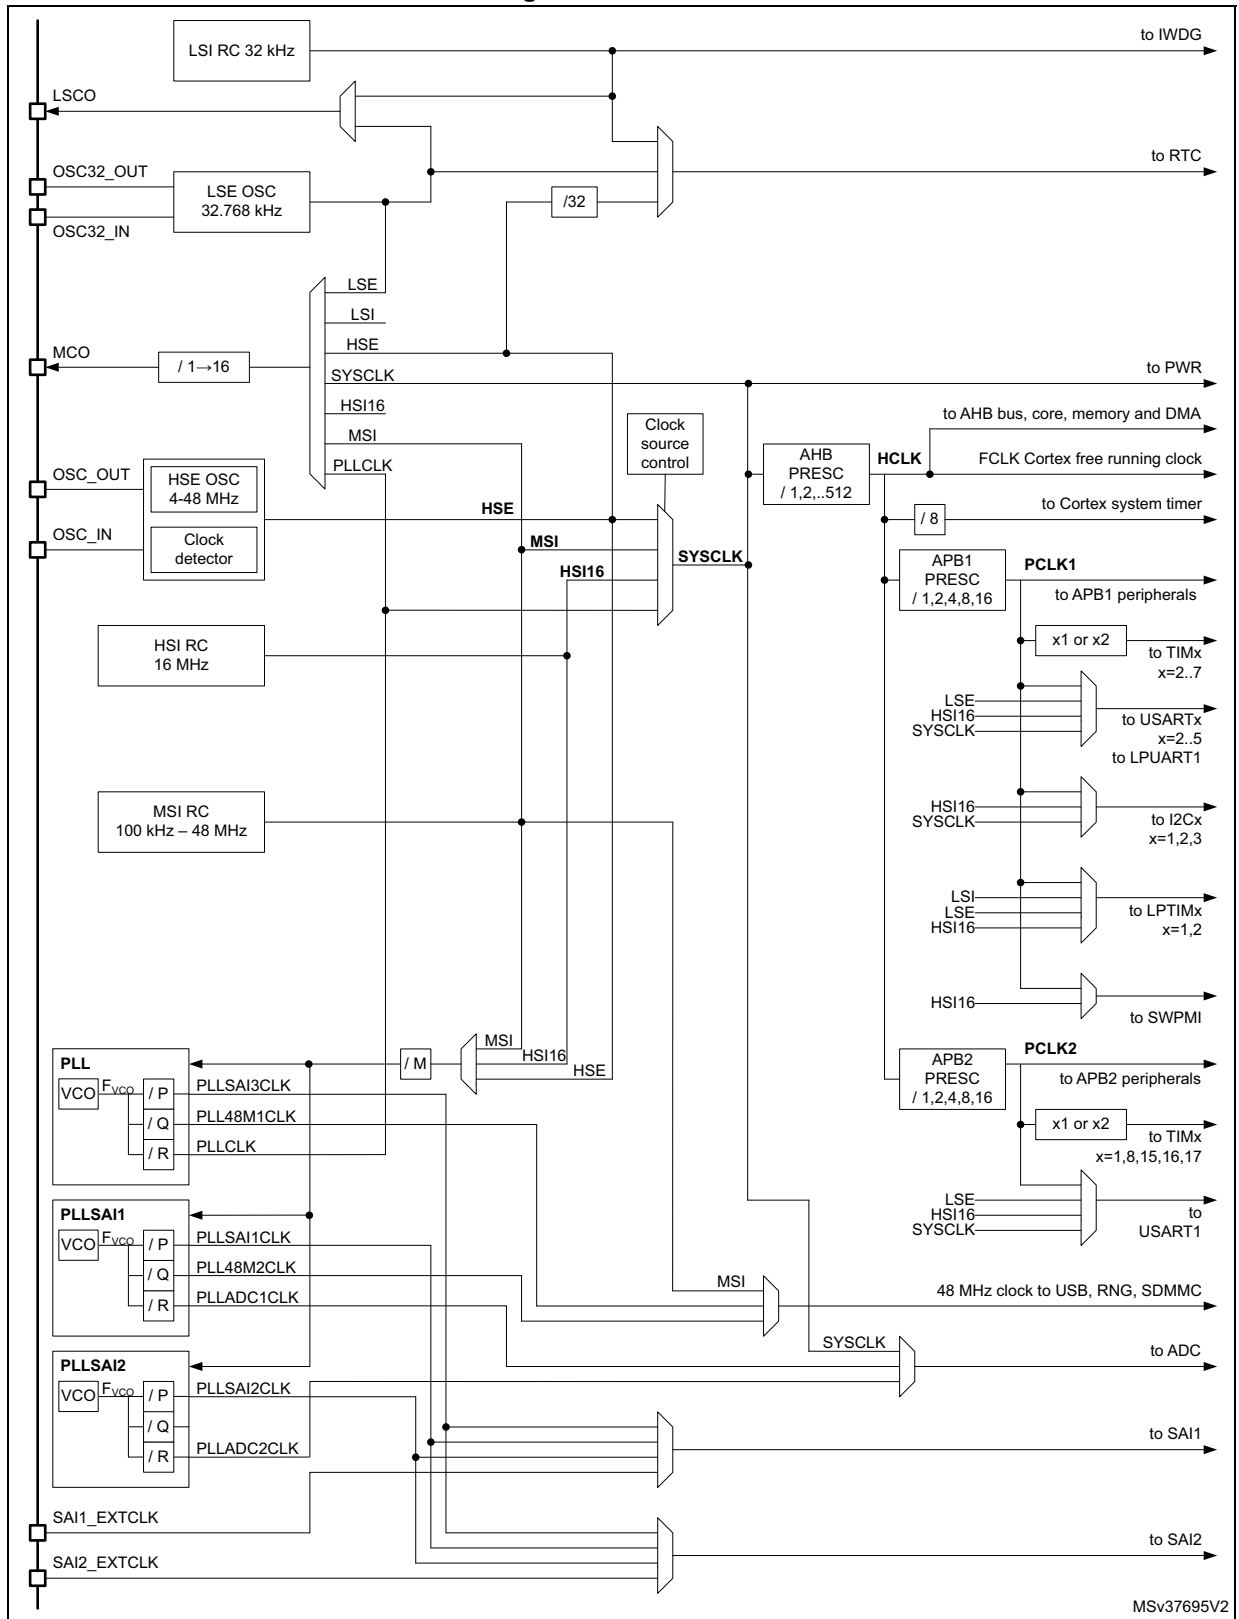 LSI RC 32 kHz
to IWDG
LSCO
OSC32_OUT
to RTC
LSE OSC
32.768 kHz
/32
OSC32_IN
LSE
LSI
HSE
MCO
/ 1→16
SYSCLK
to PWR
HSI16
to AHB bus, core, memory and DMA
MSI
Clock
source
control
PLLCLK
OSC_OUT
HSE OSC
4-48 MHz
AHB
PRESC
/ 1,2,..512
HCLK
FCLK Cortex free running clock
HSE
to Cortex system timer
/ 8
OSC_IN
Clock
detector
MSI
SYSCLK
HSI16
APB1
PRESC
/ 1,2,4,8,16
PCLK1
to APB1 peripherals
HSI RC
16 MHz
x1 or x2
to TIMx
x=2..7
LSE
HSI16
SYSCLK
to USARTx
x=2..5
to LPUART1
MSI RC
100 kHz – 48 MHz
HSI16
SYSCLK
to I2Cx
x=1,2,3
LSI
LSE
HSI16
to LPTIMx
x=1,2
HSI16
to SWPMI
MSI
HSI16
HSE
/ M
PLL
VCO
FVCO
/ P
PLLSAI3CLK
/ Q
PLL48M1CLK
/ R
PLLCLK
APB2
PRESC
/ 1,2,4,8,16
PCLK2
to APB2 peripherals
x1 or x2
to TIMx
x=1,8,15,16,17
LSE
HSI16
SYSCLK
to
USART1
PLLSAI1
VCO
FVCO
/ P
PLLSAI1CLK
/ Q
PLL48M2CLK
/ R
PLLADC1CLK
MSI
48 MHz clock to USB, RNG, SDMMC
SYSCLK
to ADC
PLLSAI2
VCO
FVCO
/ P
PLLSAI2CLK
/ Q
/ R
PLLADC2CLK
to SAI1
SAI1_EXTCLK
to SAI2
SAI2_EXTCLK
MSv37695V2